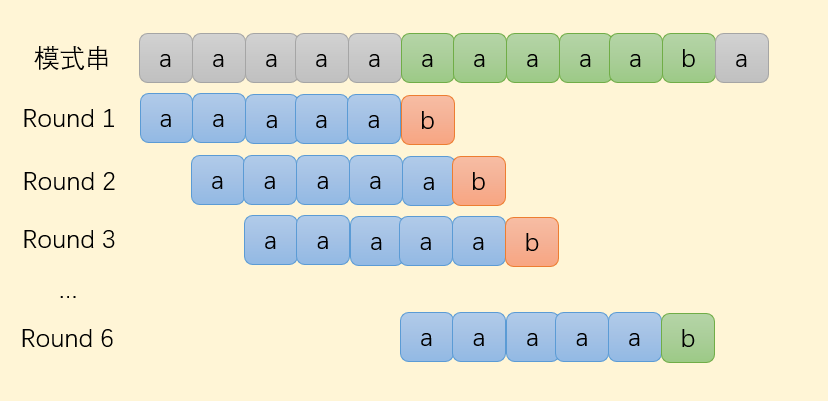 模式串 a a a a a a a a a a b a
Round 1 a a a a a b
Round 2 a a a a a b
Round 3 a a a a a b
...
Round 6 a a a a a b